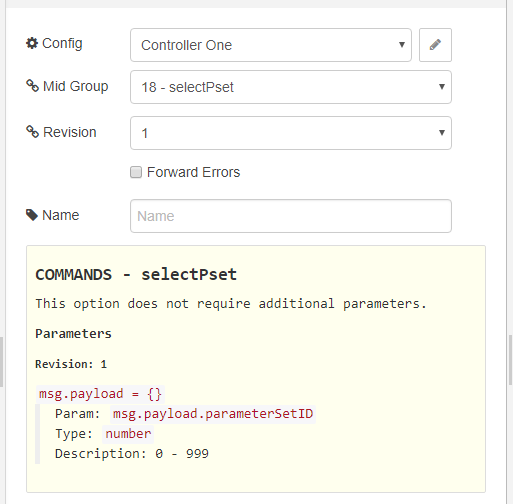 Config Controller One
Mid Group 18 - selectPset
Revision 1
Forward Errors
Name Name
COMMANDS - selectPset
This option does not require additional parameters.
Parameters
Revision: 1
msg.payload = {}
Param: msg.payload.parameterSetID
Type: number
Description: 0 - 999